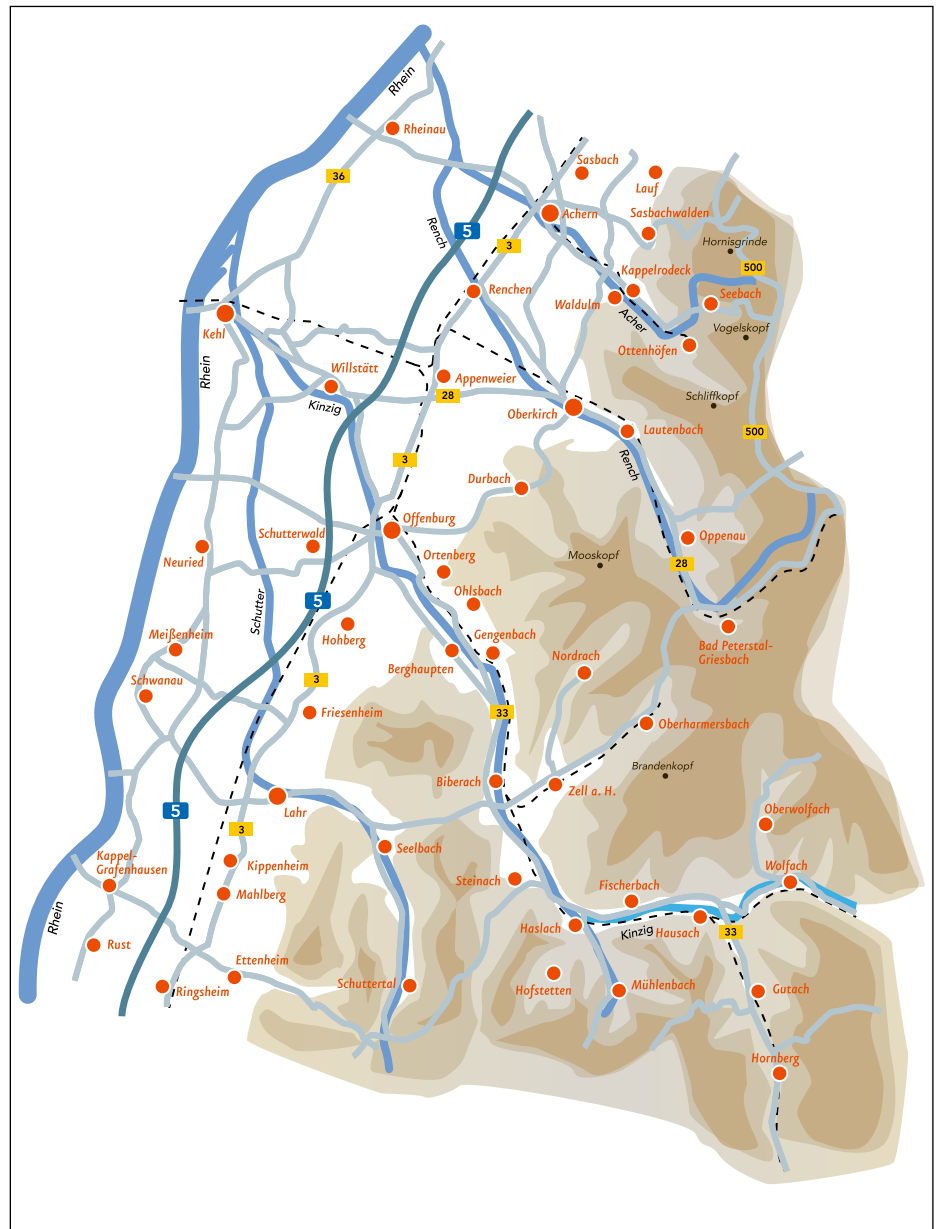 Rhein
Rheinau
36
Sasbach
Lauf
Achern
Sasbachwalden
Rench
5
3
Hornisgrinde
500
Kappelrodeck
Renchen
Waldulm
Seebach
Acher
Kehl
Vogelskopf
Ottenhöfen
Rhein
Willstätt
Appenweier
28
Kinzig
Schliffkopf
Oberkirch
Lautenbach
500
3
Rench
Durbach
Offenburg
Schutterwald
Oppenau
Neuried
Ortenberg
Mooskopf
28
Ohlsbach
5
Schutter
Hohberg
Gengenbach
Meißenheim
Bad Peterstal-
Griesbach
Nordrach
Berghaupten
Schwanau
3
Friesenheim
33
Oberharmersbach
Brandenkopf
Biberach
Zell a. H.
5
Lahr
Oberwolfach
3
Seelbach
Kappel-
Grafenhausen
Kippenheim
Wolfach
Steinach
Mahlberg
Fischerbach
Rhein
Haslach
Kinzig
Hausach
33
Rust
Ettenheim
Ringsheim
Schuttertal
Hofstetten
Mühlenbach
Gutach
Hornberg